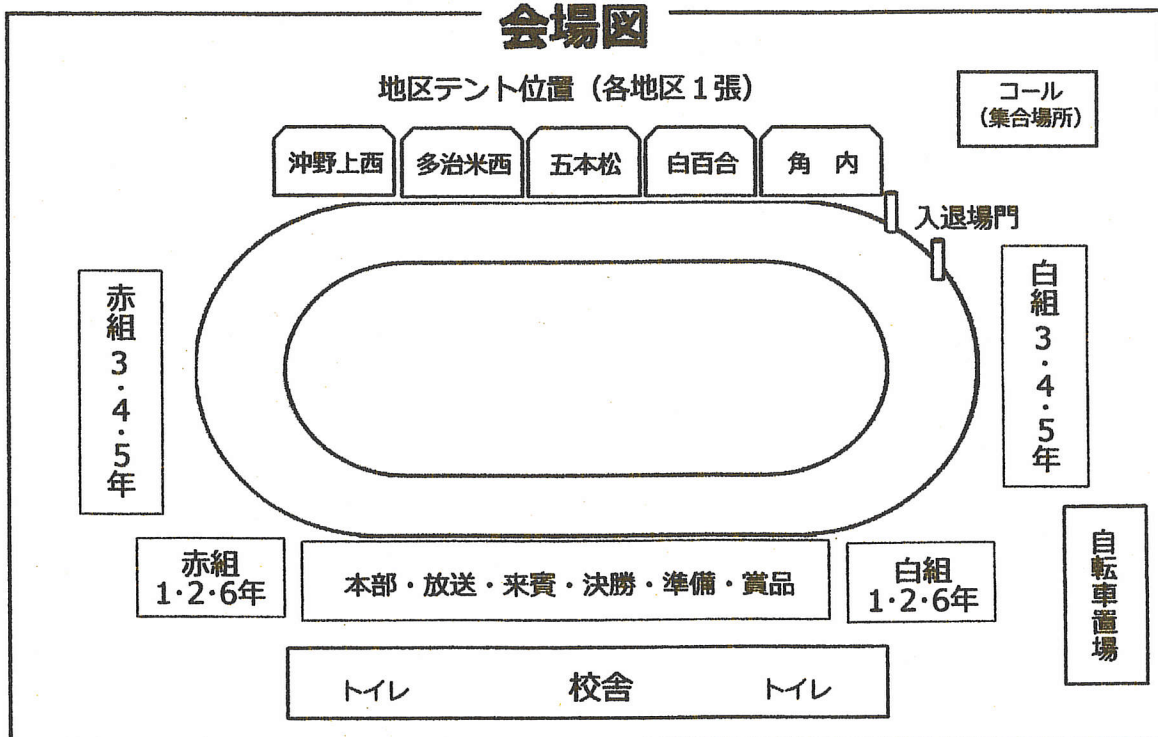 会場図
地区テント位置（各地区１張）
コール
（集合場所）
沖野上西
多治米西
五本松
白百合
角　内
入退場門
赤組３・４・５年
白組３・４・５年
赤組
1・2・6年
本部・放送・来賓・決勝・準備・賞品
白組
1・2・6年
自転車置場
トイレ
校舎
トイレ